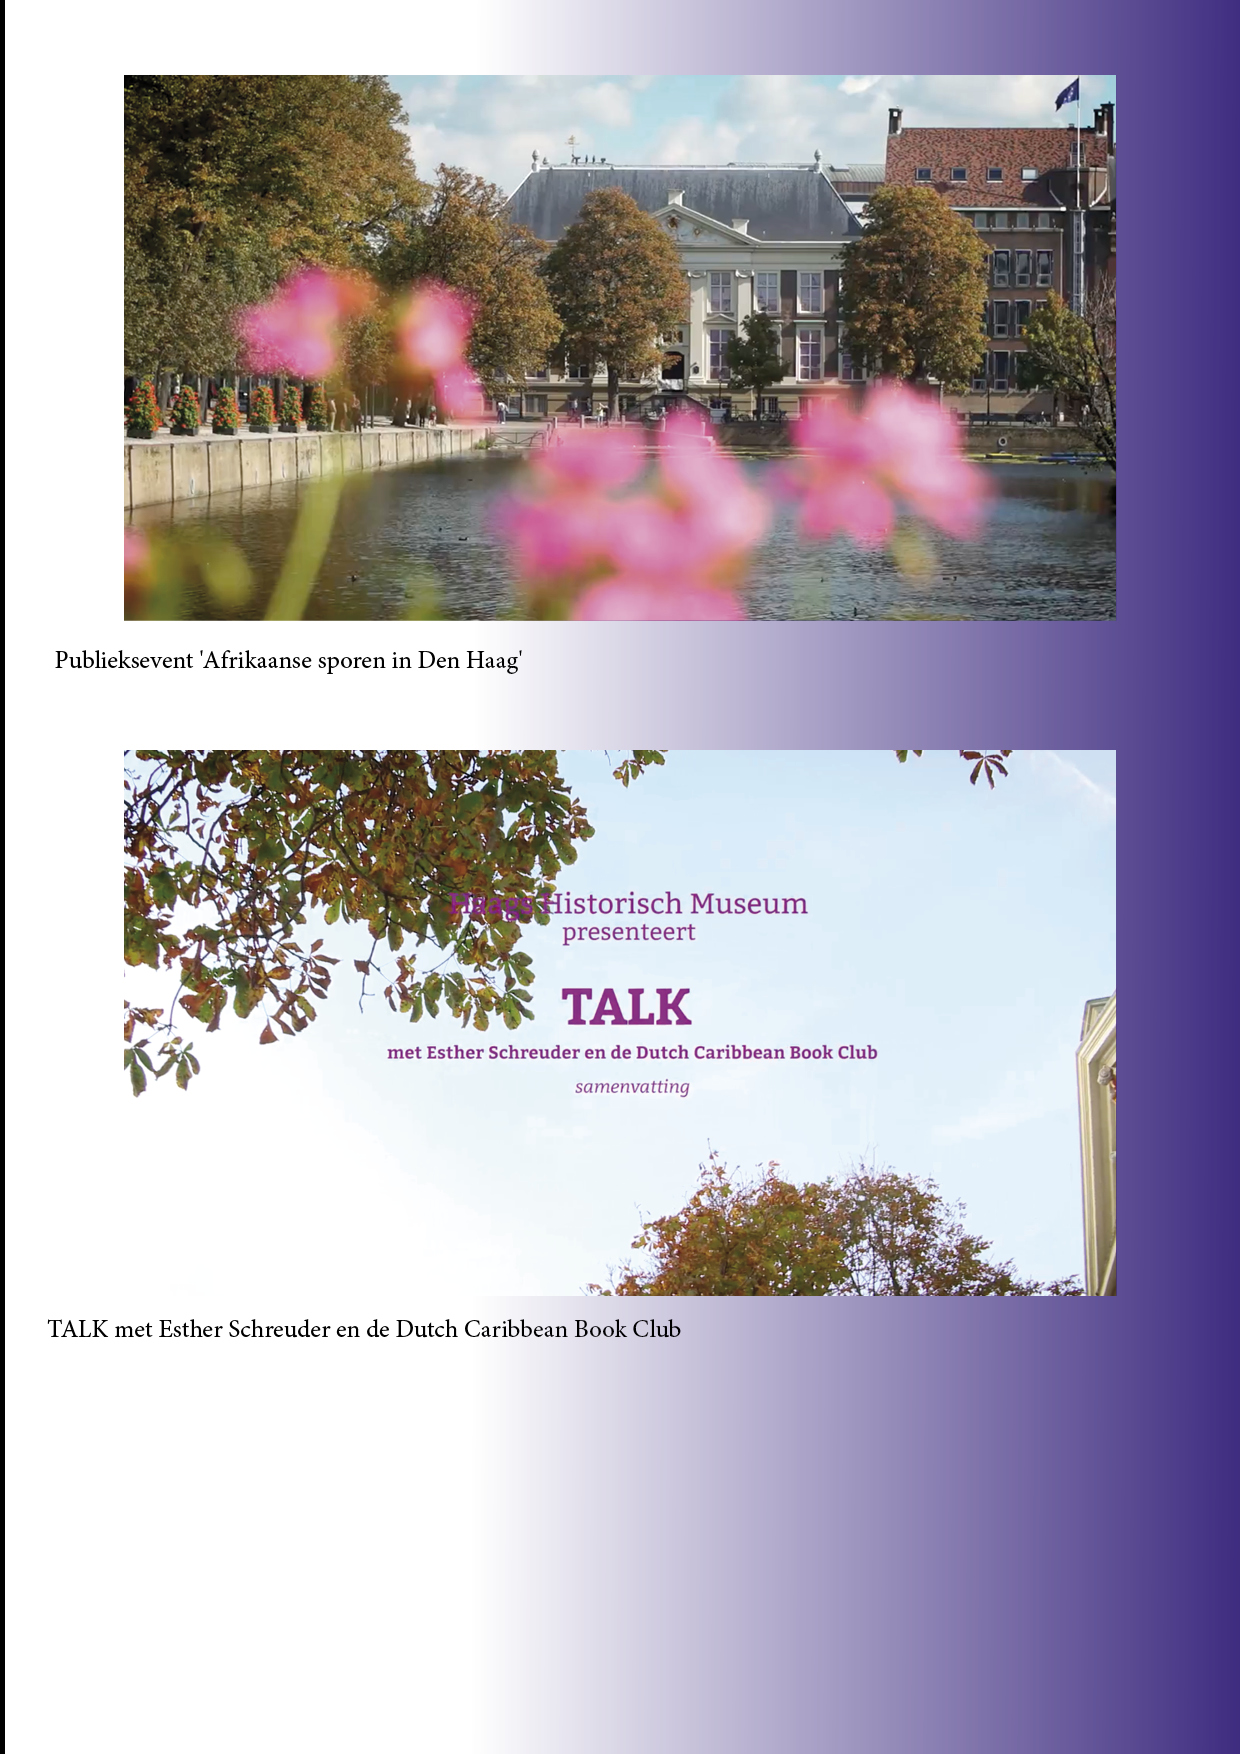 Publieksevent 'Afrikaanse sporen in Den Haag'
Haags Historisch Museum
presenteert
TALK
met Esther Schreuder en de Dutch Caribbean Book Club
samenvatting
TALK met Esther Schreuder en de Dutch Caribbean Book Club